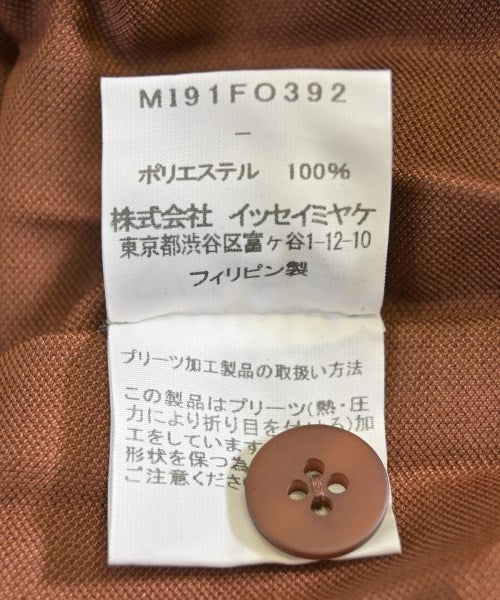 MI91FO392
－
ポリエステル 100%
株式会社 イッセイミヤケ
東京都渋谷区富ヶ谷1-12-10
フィリピン製
プリーツ加工製品の取扱い方法
この製品はプリーツ(熱・圧
力により折り目を付ける)加
工をしています
形状を保つ為
ご注意くださ